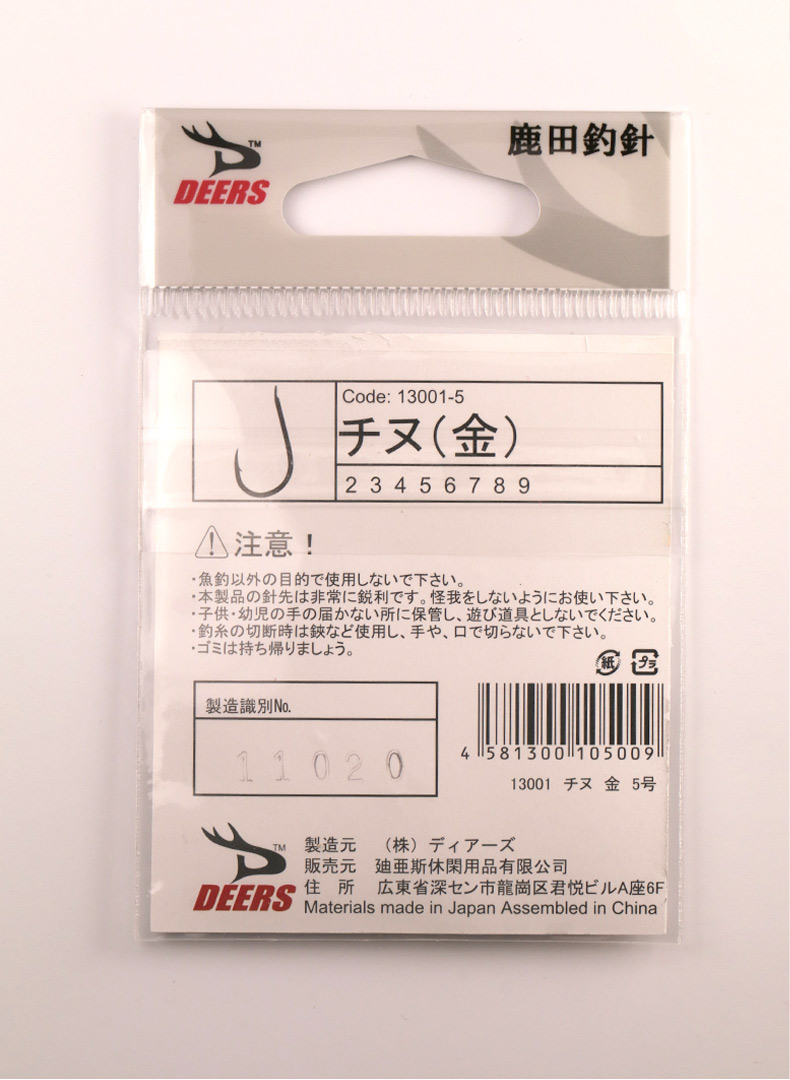 TM
DEERS
鹿田釣針
Code: 13001-5
チヌ(金)
2 3 4 5 6 7 8 9
注意！
・魚釣以外の目的で使用しないで下さい。
・本製品の針先は非常に鋭利です。怪我をしないようにお使い下さい。
・子供・幼児の手の届かない所に保管し、遊び道具としないでください。
・釣糸の切断時は鋏など使用し、手や、口で切らないで下さい。
・ゴミは持ち帰りましょう。
紙 プラ
製造識別No.
11020
4 581300 105009
13001 チヌ 金 5号
TM
DEERS
製造元 （株）ディアーズ
販売元 廸亜斯休閑用品有限公司
住 所 広東省深セン市龍崗区君悦ビルA座6F
Materials made in Japan Assembled in China